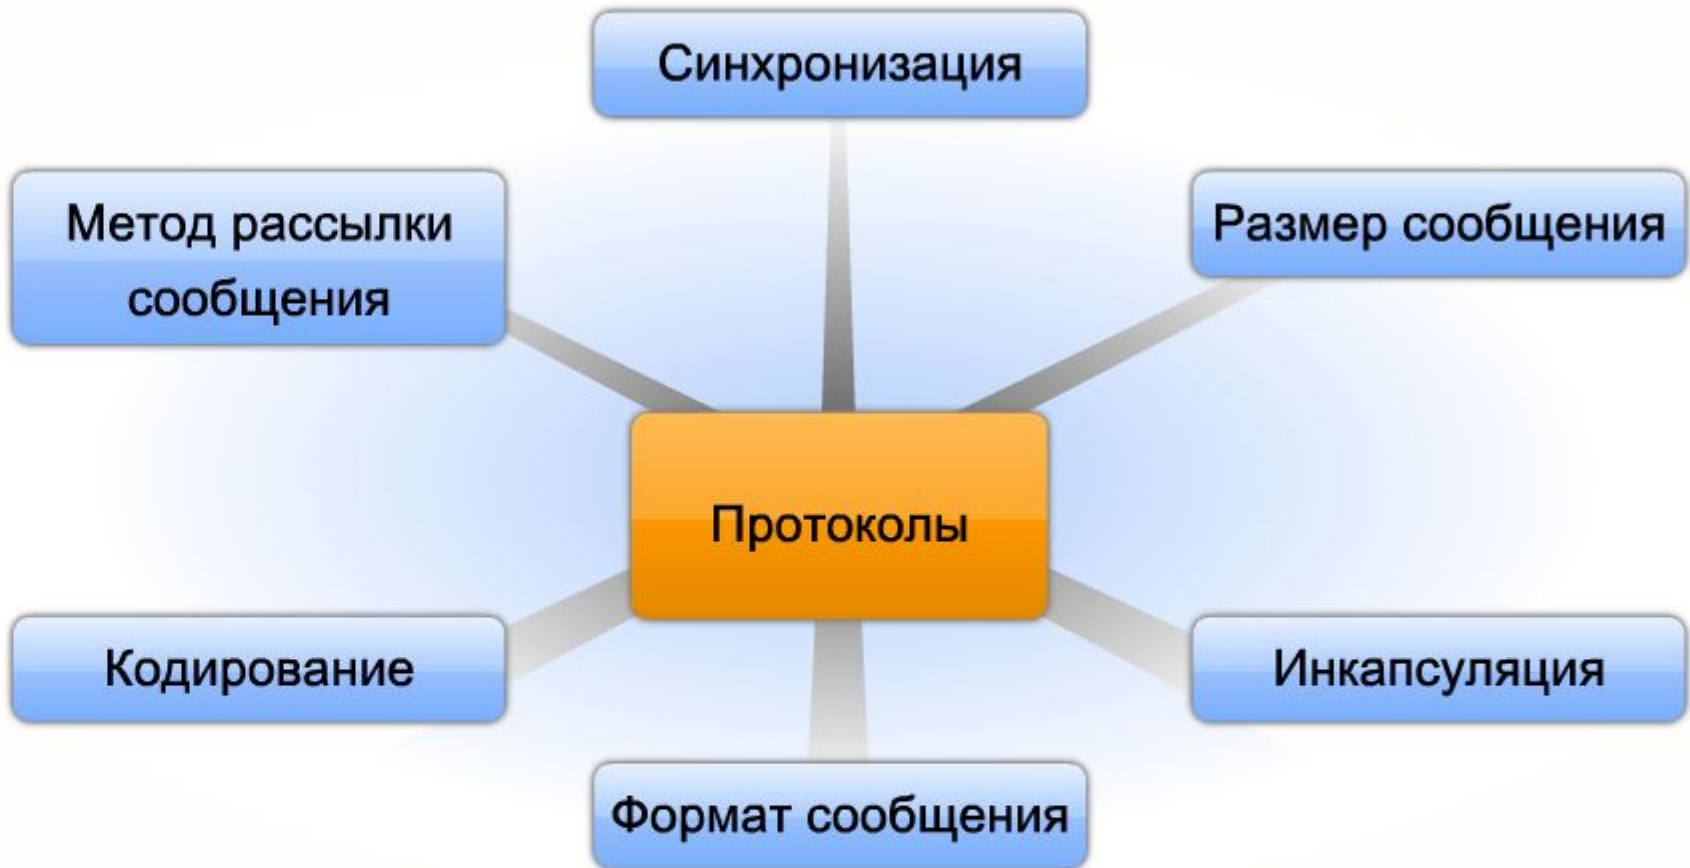 Синхронизация
Метод рассылки
сообщения
Размер сообщения
Протоколы
Кодирование
Инкапсуляция
Формат сообщения